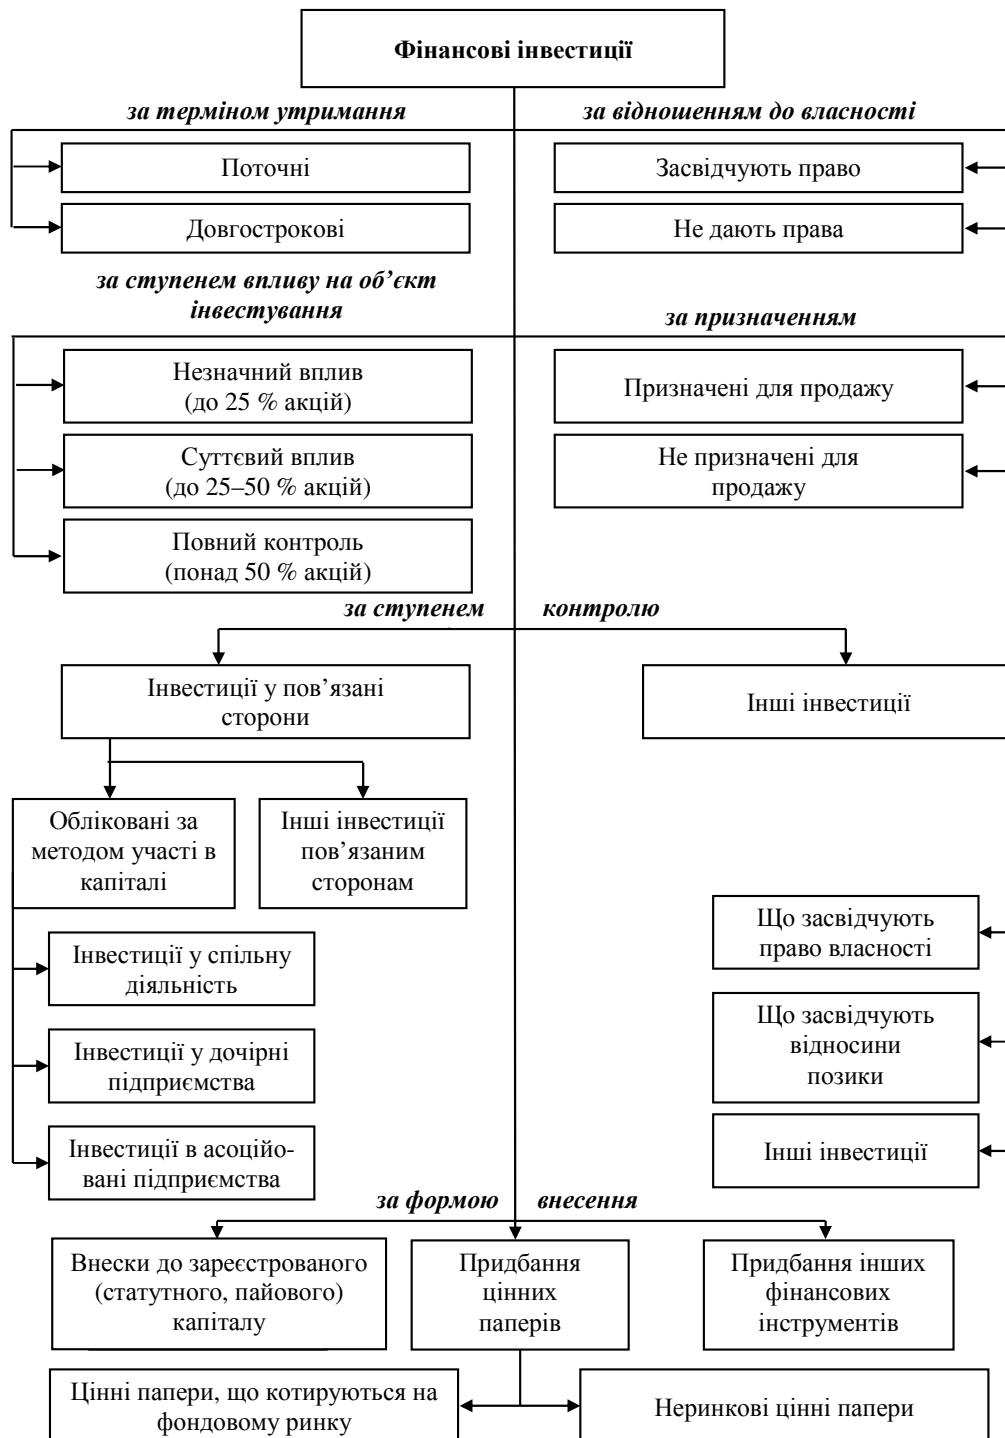 Фінансові інвестиції
за терміном утримання
за відношенням до власності
Поточні
Засвідчують право
Довгострокові
Не дають права
за ступенем впливу на об’єкт
інвестування
за призначенням
Незначний вплив
(до 25 % акцій)
Призначені для продажу
Суттєвий вплив
(до 25–50 % акцій)
Не призначені для
продажу
Повний контроль
(понад 50 % акцій)
за ступенем контролю
Інвестиції у пов’язані
сторони
Інші інвестиції
Обліковані за
методом участі в
капіталі
Інші інвестиції
пов’язаним
сторонам
Що засвідчують
право власності
Інвестиції у спільну
діяльність
Що засвідчують
відносини
позики
Інвестиції у дочірні
підприємства
Інші інвестиції
Інвестиції в асоційо-
вані підприємства
за формою внесення
Внески до зареєстрованого
(статутного, пайового)
капіталу
Придбання
цінних
паперів
Придбання інших
фінансових
інструментів
Цінні папери, що котируються на
фондовому ринку
Неринкові цінні папери